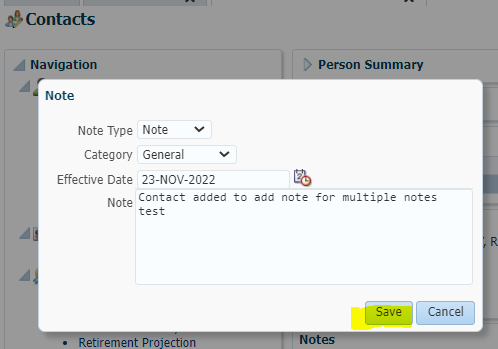 Contacts
Navigation
Person Summary
Note
Note Type Note
Category General
Effective Date 23-NOV-2022
Note Contact added to add note for multiple notes
test
Save Cancel
Retirement Projection
Notes